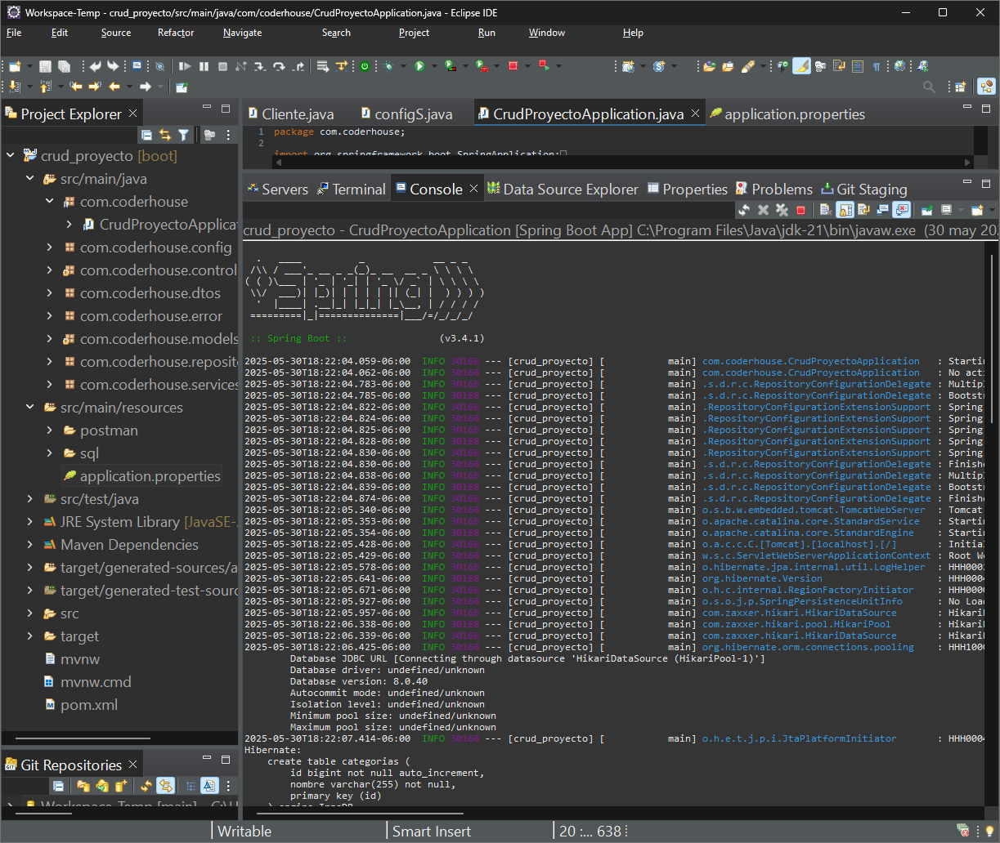 Workspace-Temp - crud_proyecto/src/main/java/com/coderhouse/CrudProyectoApplication.java - Eclipse IDE
File Edit Source Refactor Navigate Search Project Run Window Help
Project Explorer
crud_proyecto [boot]
src/main/java
com.coderhouse
CrudProyectoApplicat
com.coderhouse.config
com.coderhouse.control
com.coderhouse.dtos
com.coderhouse.error
com.coderhouse.models
com.coderhouse.reposit
com.coderhouse.services
src/main/resources
postman
sql
application.properties
src/test/java
JRE System Library [JavaSE-
Maven Dependencies
target/generated-sources/a
target/generated-test-sourc
src
target
mvnw
mvnw.cmd
pom.xml
Git Repositories
Workspace-Temp [main] - C:\U
Cliente.java configS.java CrudProyectoApplication.java application.properties
1 package com.coderhouse;
2
import org.springframework.boot.SpringApplication;
Servers Terminal Console Data Source Explorer Properties Problems Git Staging
crud_proyecto - CrudProyectoApplication [Spring Boot App] C:\Program Files\Java\jdk-21\bin\javaw.exe (30 may 20
Spring
:: Spring Boot :: (v3.4.1)
2025-05-30T18:22:04.059-06:00 INFO 30168 --- [crud_proyecto] [ main] com.coderhouse.CrudProyectoApplication : Starti
2025-05-30T18:22:04.062-06:00 INFO 30168 --- [crud_proyecto] [ main] com.coderhouse.CrudProyectoApplication : No acti
2025-05-30T18:22:04.783-06:00 INFO 30168 --- [crud_proyecto] [ main] .s.d.r.c.RepositoryConfigurationDelegate : Multipl
2025-05-30T18:22:04.785-06:00 INFO 30168 --- [crud_proyecto] [ main] .s.d.r.c.RepositoryConfigurationDelegate : Bootstr
2025-05-30T18:22:04.822-06:00 INFO 30168 --- [crud_proyecto] [ main] .RepositoryConfigurationExtensionSupport : Spring
2025-05-30T18:22:04.824-06:00 INFO 30168 --- [crud_proyecto] [ main] .RepositoryConfigurationExtensionSupport : Spring
2025-05-30T18:22:04.825-06:00 INFO 30168 --- [crud_proyecto] [ main] .RepositoryConfigurationExtensionSupport : Spring
2025-05-30T18:22:04.828-06:00 INFO 30168 --- [crud_proyecto] [ main] .RepositoryConfigurationExtensionSupport : Spring
2025-05-30T18:22:04.830-06:00 INFO 30168 --- [crud_proyecto] [ main] .RepositoryConfigurationExtensionSupport : Spring
2025-05-30T18:22:04.830-06:00 INFO 30168 --- [crud_proyecto] [ main] .s.d.r.c.RepositoryConfigurationDelegate : Finishe
2025-05-30T18:22:04.838-06:00 INFO 30168 --- [crud_proyecto] [ main] .s.d.r.c.RepositoryConfigurationDelegate : Multipl
2025-05-30T18:22:04.839-06:00 INFO 30168 --- [crud_proyecto] [ main] .s.d.r.c.RepositoryConfigurationDelegate : Bootstr
2025-05-30T18:22:04.874-06:00 INFO 30168 --- [crud_proyecto] [ main] .s.d.r.c.RepositoryConfigurationDelegate : Finishe
2025-05-30T18:22:05.340-06:00 INFO 30168 --- [crud_proyecto] [ main] o.s.b.w.embedded.tomcat.TomcatWebServer : Tomcat
2025-05-30T18:22:05.353-06:00 INFO 30168 --- [crud_proyecto] [ main] o.apache.catalina.core.StandardService : Starti
2025-05-30T18:22:05.354-06:00 INFO 30168 --- [crud_proyecto] [ main] o.apache.catalina.core.StandardEngine : Starti
2025-05-30T18:22:05.428-06:00 INFO 30168 --- [crud_proyecto] [ main] o.a.c.c.C.[Tomcat].[localhost].[/] : Initia
2025-05-30T18:22:05.429-06:00 INFO 30168 --- [crud_proyecto] [ main] w.s.c.ServletWebServerApplicationContext : Root We
2025-05-30T18:22:05.578-06:00 INFO 30168 --- [crud_proyecto] [ main] o.hibernate.jpa.internal.util.LogHelper : HHH0002
2025-05-30T18:22:05.641-06:00 INFO 30168 --- [crud_proyecto] [ main] org.hibernate.Version : HHH0004
2025-05-30T18:22:05.671-06:00 INFO 30168 --- [crud_proyecto] [ main] o.h.c.internal.RegionFactoryInitiator : HHH0000
2025-05-30T18:22:05.927-06:00 INFO 30168 --- [crud_proyecto] [ main] o.s.o.j.p.SpringPersistenceUnitInfo : No Loa
2025-05-30T18:22:05.957-06:00 INFO 30168 --- [crud_proyecto] [ main] com.zaxxer.hikari.HikariDataSource : HikariP
2025-05-30T18:22:06.338-06:00 INFO 30168 --- [crud_proyecto] [ main] com.zaxxer.hikari.pool.HikariPool : HikariP
2025-05-30T18:22:06.339-06:00 INFO 30168 --- [crud_proyecto] [ main] com.zaxxer.hikari.HikariDataSource : HikariP
2025-05-30T18:22:06.425-06:00 INFO 30168 --- [crud_proyecto] [ main] org.hibernate.orm.connections.pooling : HHH1000
Database JDBC URL [Connecting through datasource 'HikariDataSource (HikariPool-1)']
Database driver: undefined/unknown
Database version: 8.0.40
Autocommit mode: undefined/unknown
Isolation level: undefined/unknown
Minimum pool size: undefined/unknown
Maximum pool size: undefined/unknown
2025-05-30T18:22:07.414-06:00 INFO 30168 --- [crud_proyecto] [ main] o.h.e.t.j.p.i.JtaPlatformInitiator : HHH0004
Hibernate:
create table categorias (
id bigint not null auto_increment,
nombre varchar(255) not null,
primary key (id)
) engine=InnoDB
Writable Smart Insert 20 :... 638